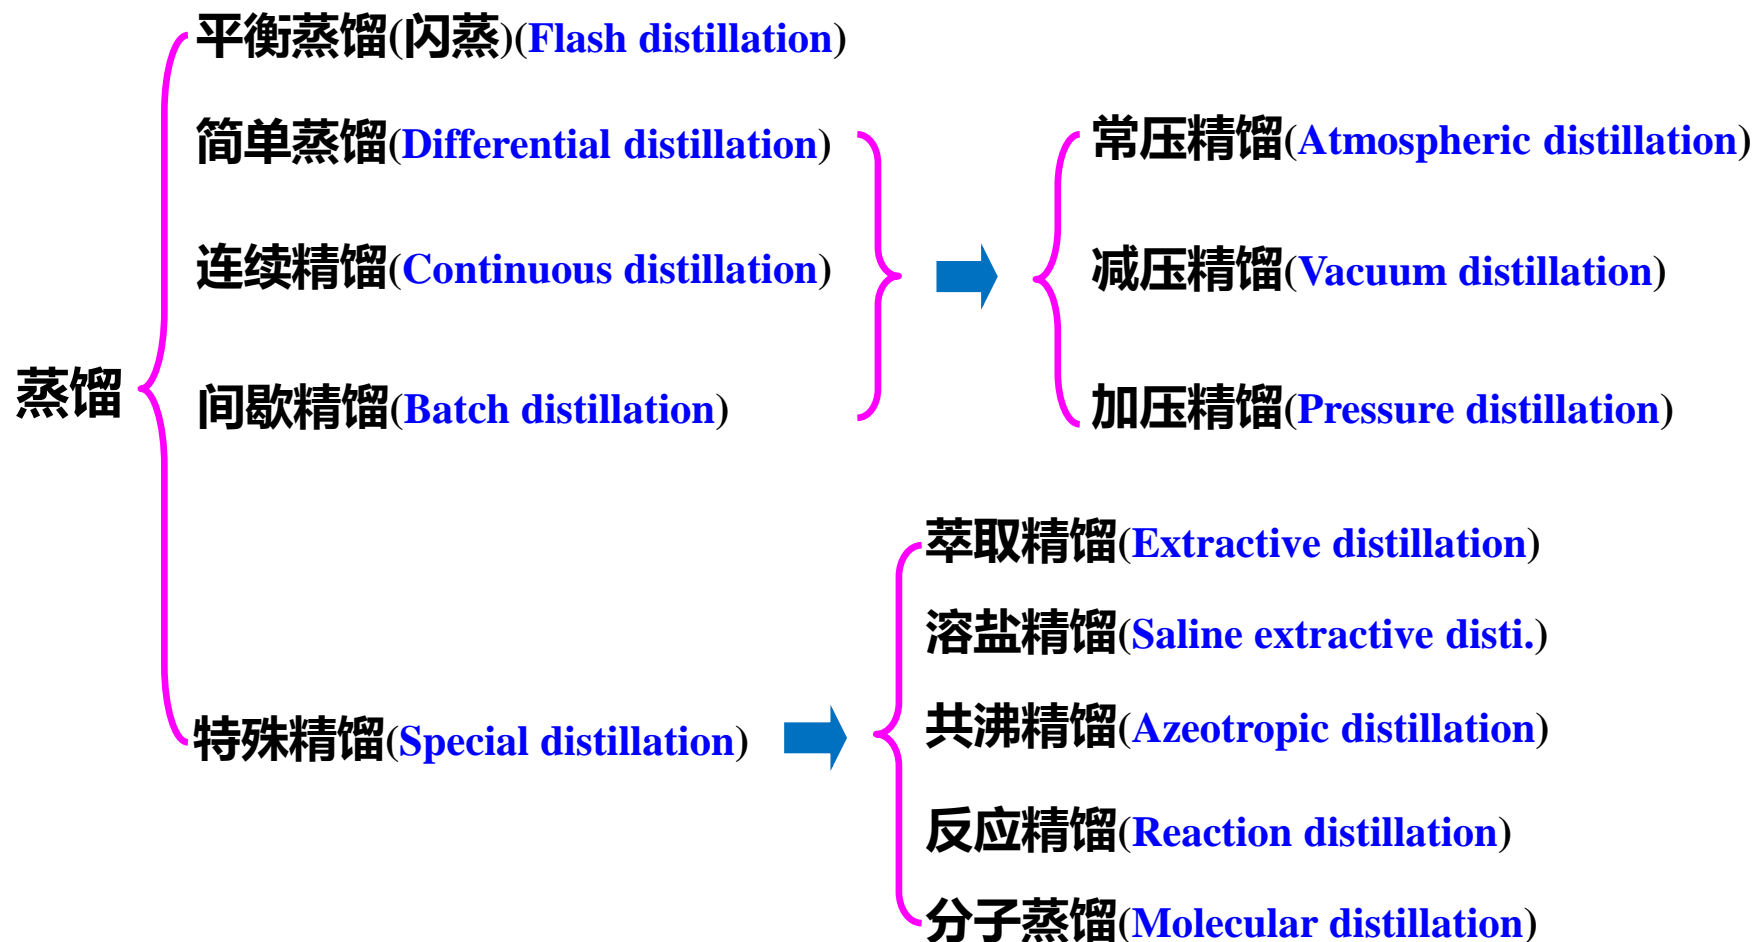 平衡蒸馏(闪蒸)(Flash distillation)
简单蒸馏(Differential distillation)
连续精馏(Continuous distillation)
间歇精馏(Batch distillation)
常压精馏(Atmospheric distillation)
减压精馏(Vacuum distillation)
加压精馏(Pressure distillation)
蒸馏
特殊精馏(Special distillation)
萃取精馏(Extractive distillation)
溶盐精馏(Saline extractive disti.)
共沸精馏(Azeotropic distillation)
反应精馏(Reaction distillation)
分子蒸馏(Molecular distillation)